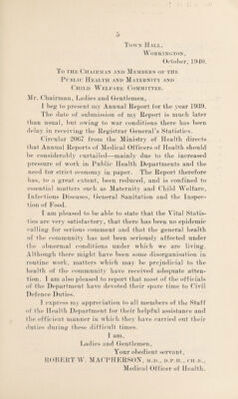 5
TOWN HALL,
WORKINGTON,
October, 1940.
TO THE CHAIRMAN AND MEMBERS OF THE
PUBLIC HEALTH AND MATERNITY AND
CHILD WELFARE COMMITTEE.
Mr. Chairman, Ladies and Gentlemen,
I beg to present my Annual Report for the year 1939.
The date of submission of my Report is much later
than usual, but owing to war conditions there has been
delay in receiving the Registrar General's Statistics.
Circular 2067 from the Ministry of Health directs
that Annual Reports of Medical Officers of Health should
be considerably curtailed—mainly due to the increased
pressure of work in Public Health Departments and the
need for strict economy in paper. The Report therefore
has, to a great extent, been reduced, and is confined to
essential matters such as Maternity and Child Welfare,
Infectious Diseases, General Sanitation and the Inspec-
tion of Food.
I am pleased to be able to state that the Vital Statis-
tics are very satisfactory, that there has been no epidemic
calling for serious comment and that the general health
of the community has not been seriously affected under
the abnormal conditions under which we are living.
Although there might have been some disorganisation in
routine work, matters which may be prejudicial to the
health of the community have received adequate atten-
tion. I am also pleased to report that most of the officials
of the Department have devoted their spare time to Civil
Defence Duties.
I express my appreciation to all members of the Staff
of the Health Department for their helpful assistance and
the efficient manner in which they have carried out their
duties during these difficult times.
I am,
Ladies and Gentlemen,
Your obedient servant,
ROBERT W. MACPHERSON, M.D., D.P.H., CH.B.,
Medical Officer of Health.